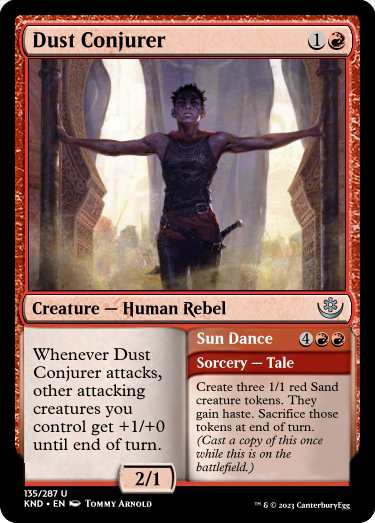 Dust Conjurer
1
Creature — Human Rebel
Whenever Dust
Conjurer attacks,
other attacking
creatures you
control get +1/+0
until end of turn.
Sun Dance
4
Sorcery — Tale
Create three 1/1 red Sand
creature tokens. They
gain haste. Sacrifice those
tokens at end of turn.
(Cast a copy of this once
while this is on the
battlefield.)
2/1
135/287 U
KND • EN TOMMY ARNOLD
™ & © 2023 CanterburyEgg